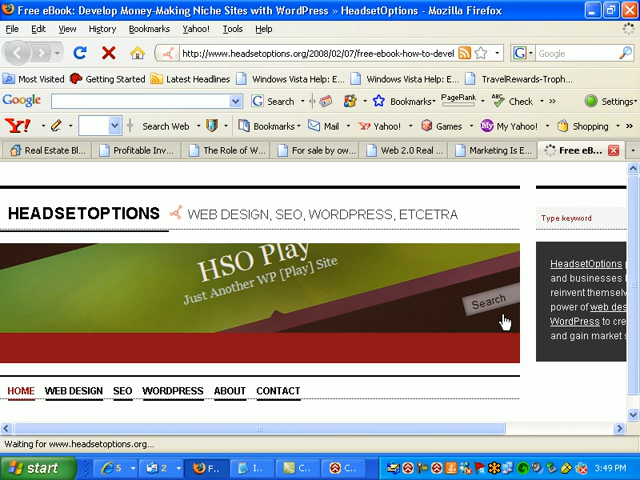 Free eBook: Develop Money-Making Niche Sites with WordPress » HeadsetOptions - Mozilla Firefox
File Edit View History Bookmarks Yahoo! Tools Help
http://www.headsetoptions.org/2008/02/07/free-ebook-how-to-devel
Google
Most Visited Getting Started Latest Headlines Windows Vista Help: E... Windows Vista Help: E... TravelRewards-Troph...
Google Search Bookmarks PageRank Check » Settings
Y! Search Web Bookmarks Mail Yahoo! Games My Yahoo! Shopping »
Real Estate Bl... Profitable Inv... The Role of W... For sale by ow... Web 2.0 Real ... Marketing Is E... Free eB...
HEADSETOPTIONS WEB DESIGN, SEO, WORDPRESS, ETCETRA
Type keyword
HSO Play
Just Another WP [Play] Site
Search
HeadsetOptions
and businesses
reinvent themselv
power of web des
WordPress to cre
and gain market s
HOME WEB DESIGN SEO WORDPRESS ABOUT CONTACT
Waiting for www.headsetoptions.org...
start 5 2 F... I... C... C... 3:49 PM